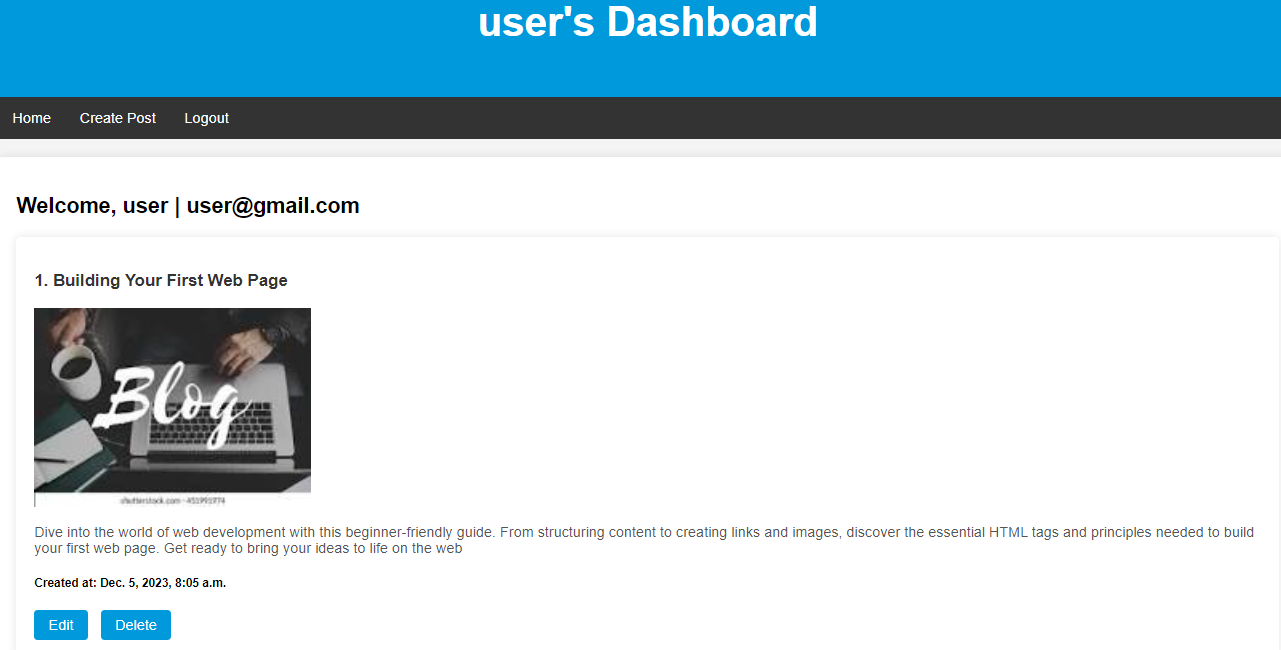 user's Dashboard
Home Create Post Logout
Welcome, user | user@gmail.com
1. Building Your First Web Page
Blog
shutterstock.com · 451991774
Dive into the world of web development with this beginner-friendly guide. From structuring content to creating links and images, discover the essential HTML tags and principles needed to build
your first web page. Get ready to bring your ideas to life on the web
Created at: Dec. 5, 2023, 8:05 a.m.
Edit Delete